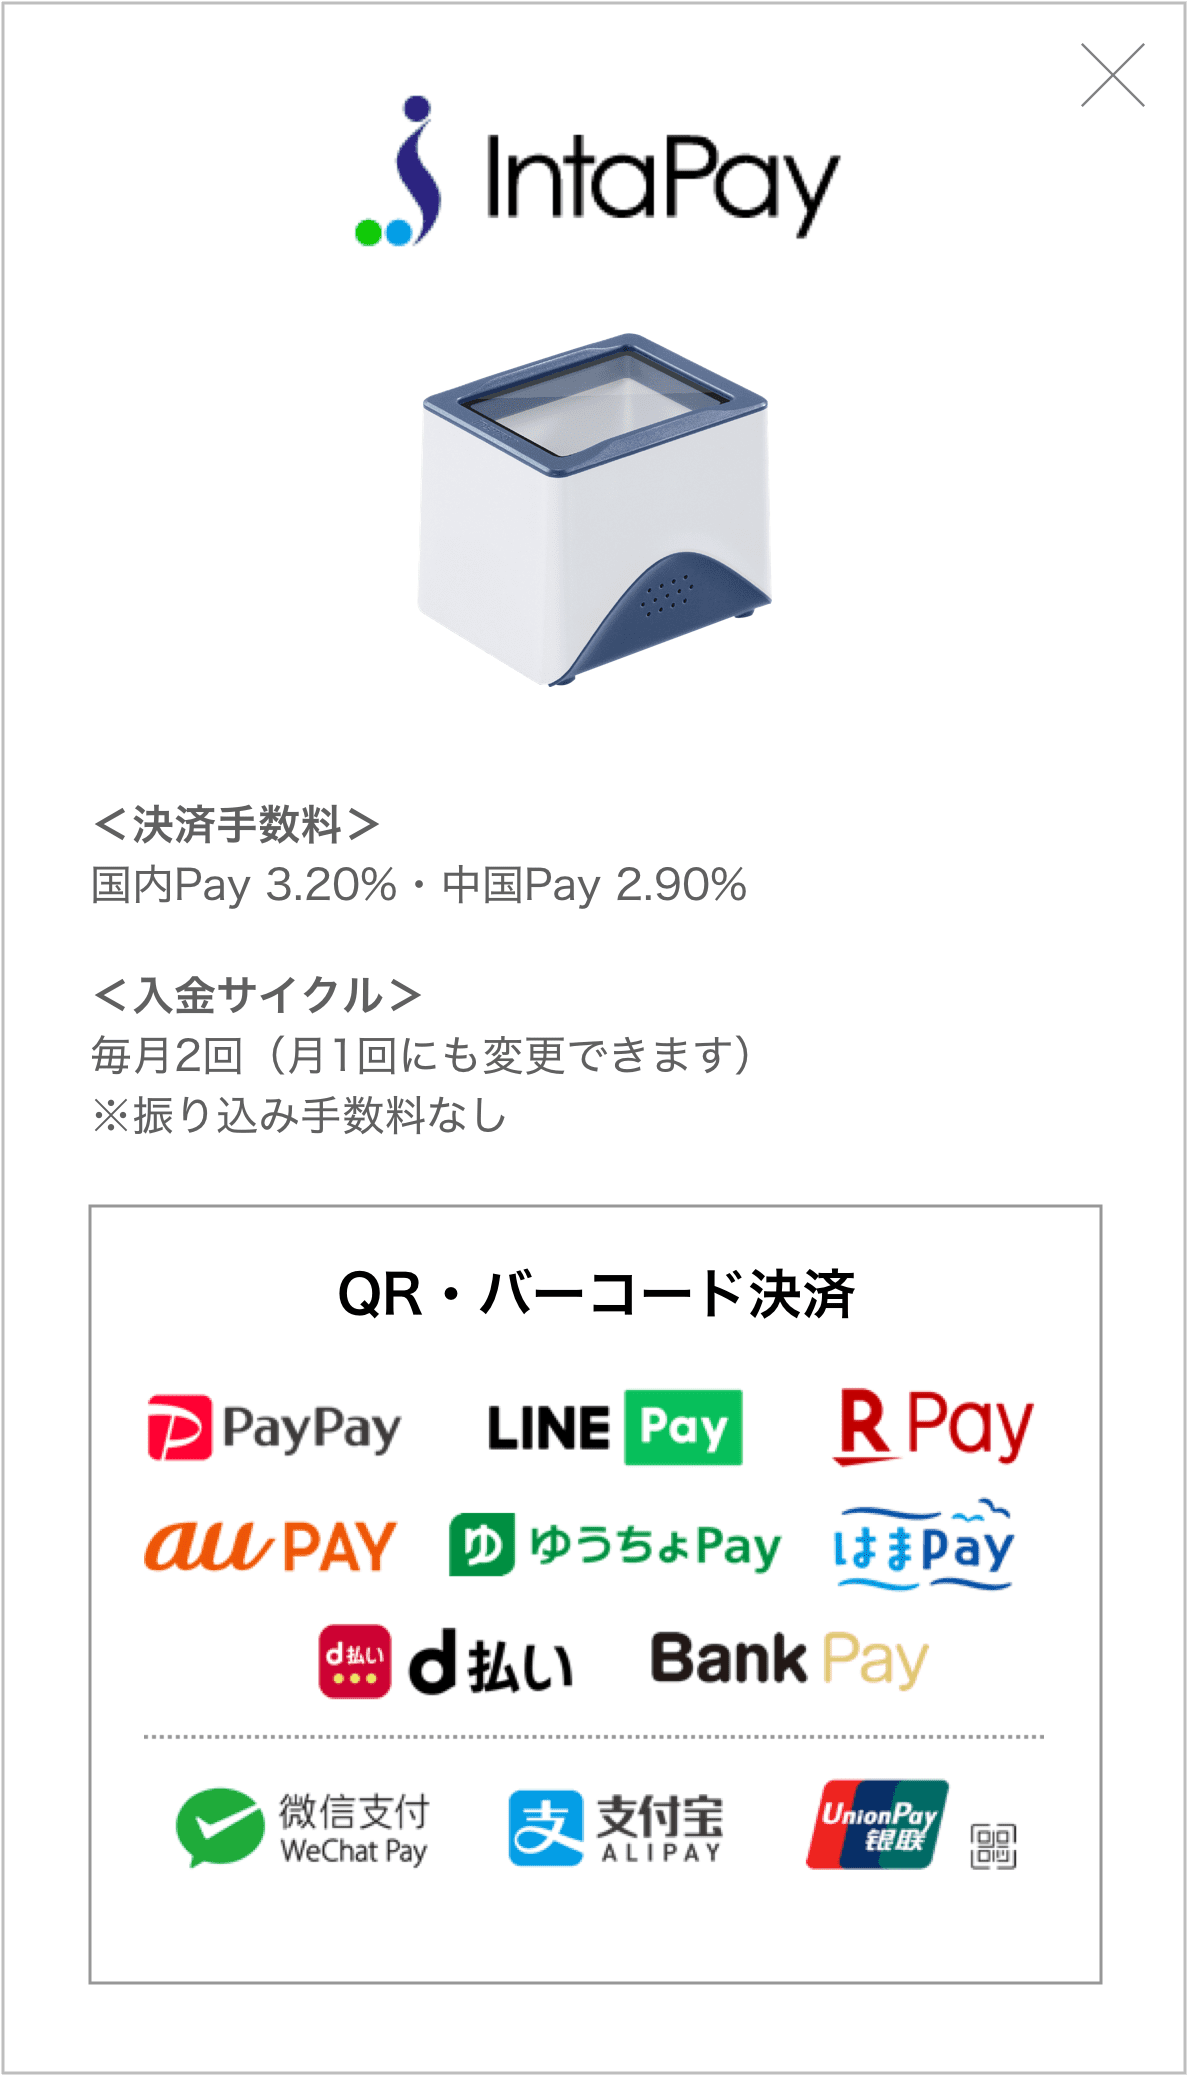 IntaPay
＜決済手数料＞
国内Pay 3.20%・中国Pay 2.90%
＜入金サイクル＞
毎月2回（月1回にも変更できます）
※振り込み手数料なし
QR・バーコード決済
PayPay LINE Pay R Pay
au PAY ゆ ゆうちょPay はまPay
d払い d払い Bank Pay
微信支付 支 支付宝 UnionPay
WeChat Pay ALIPAY 银联